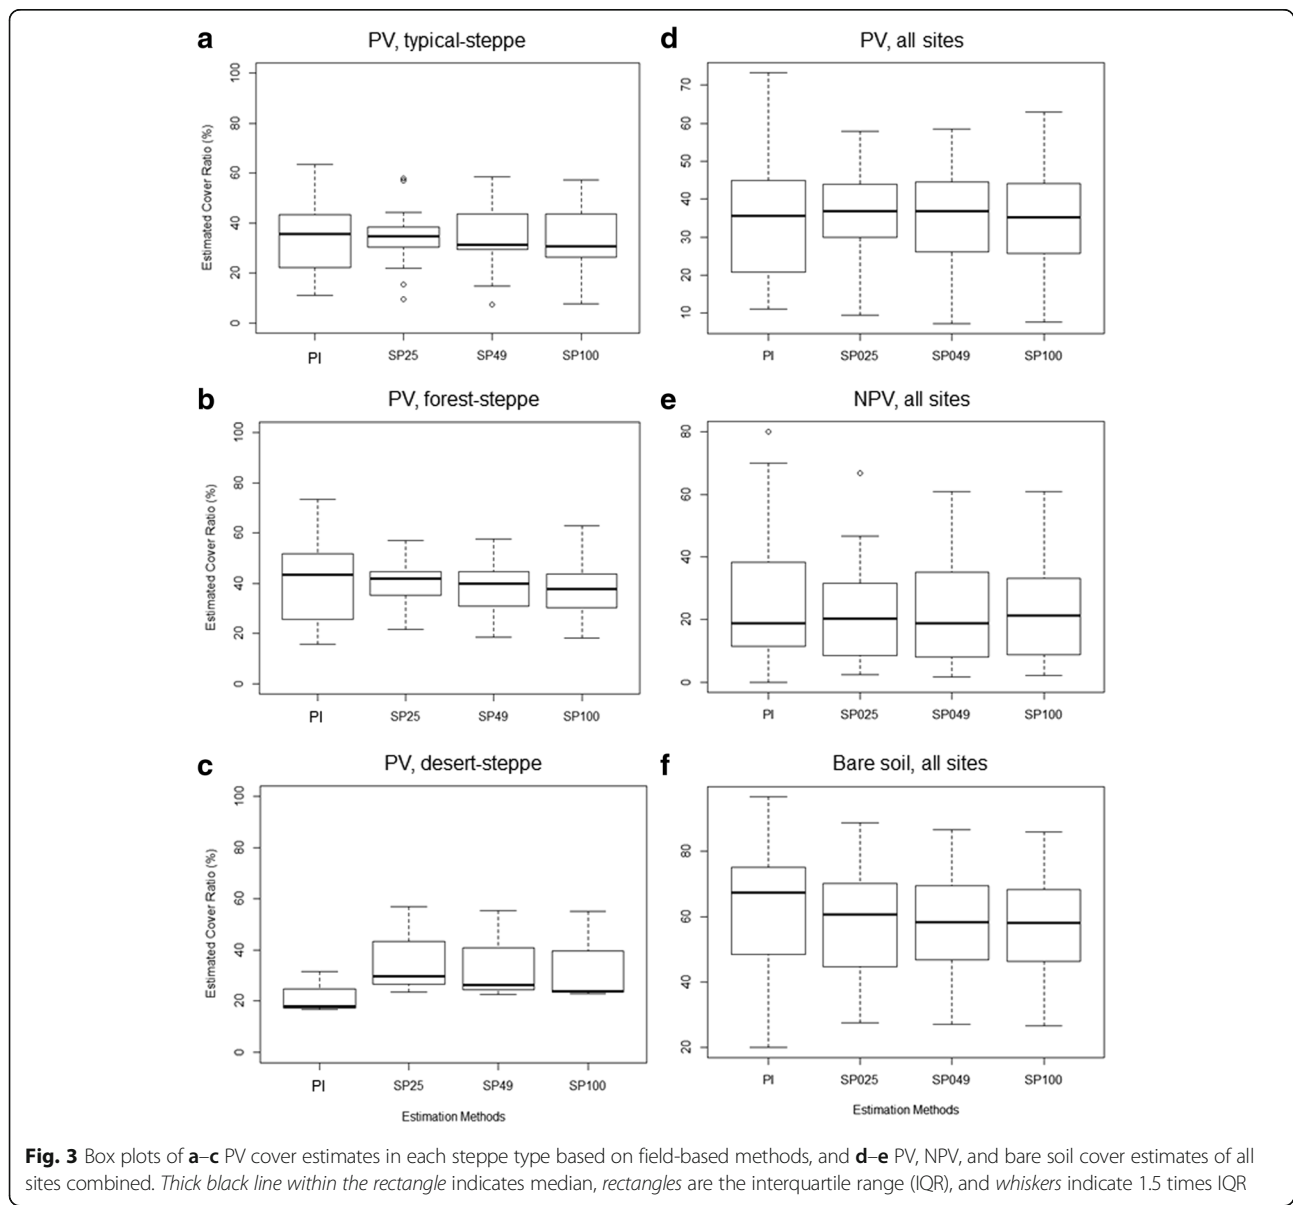 a
PV, typical-steppe
Estimated Cover Ratio (%)
100
80
60
40
20
0
PI SP25 SP49 SP100
b
PV, forest-steppe
Estimated Cover Ratio (%)
100
80
60
40
20
0
PI SP25 SP49 SP100
c
PV, desert-steppe
Estimated Cover Ratio (%)
100
80
60
40
20
0
PI SP25 SP49 SP100
Estimation Methods
d
PV, all sites
70
60
50
40
30
20
10
PI SP025 SP049 SP100
e
NPV, all sites
80
60
40
20
0
PI SP025 SP049 SP100
f
Bare soil, all sites
80
60
40
20
PI SP025 SP049 SP100
Estimation Methods
Fig. 3 Box plots of a–c PV cover estimates in each steppe type based on field-based methods, and d–e PV, NPV, and bare soil cover estimates of all
sites combined. Thick black line within the rectangle indicates median, rectangles are the interquartile range (IQR), and whiskers indicate 1.5 times IQR